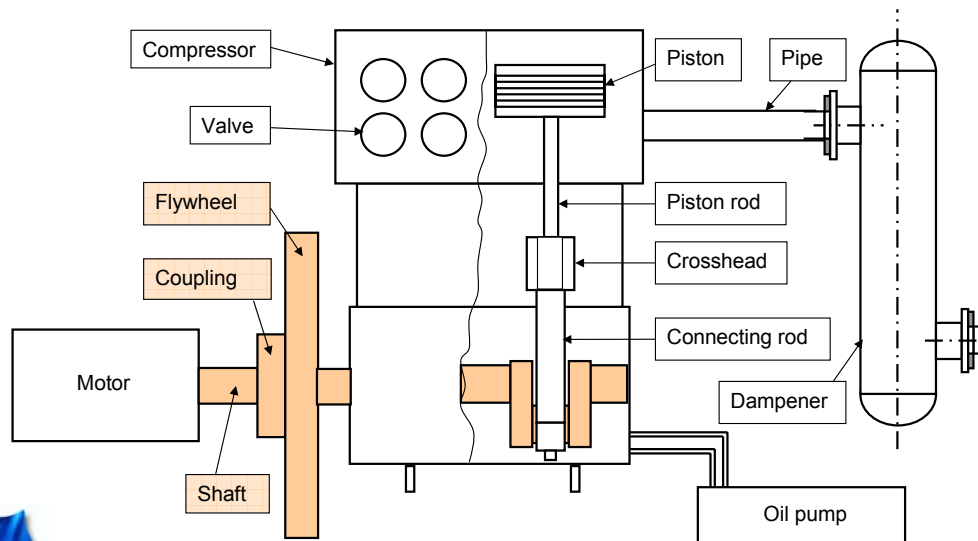 Compressor
Piston
Pipe
Valve
Flywheel
Piston rod
Coupling
Crosshead
Connecting rod
Motor
Dampener
Shaft
Oil pump